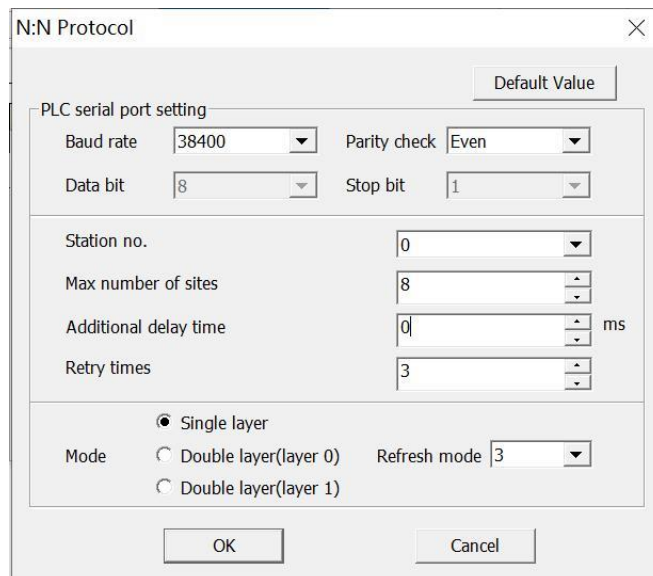 N:N Protocol
Default Value
PLC serial port setting
Baud rate 38400 Parity check Even
Data bit 8 Stop bit 1
Station no. 0
Max number of sites 8
Additional delay time 0 ms
Retry times 3
Single layer
Mode Double layer(layer 0) Refresh mode 3
Double layer(layer 1)
OK Cancel